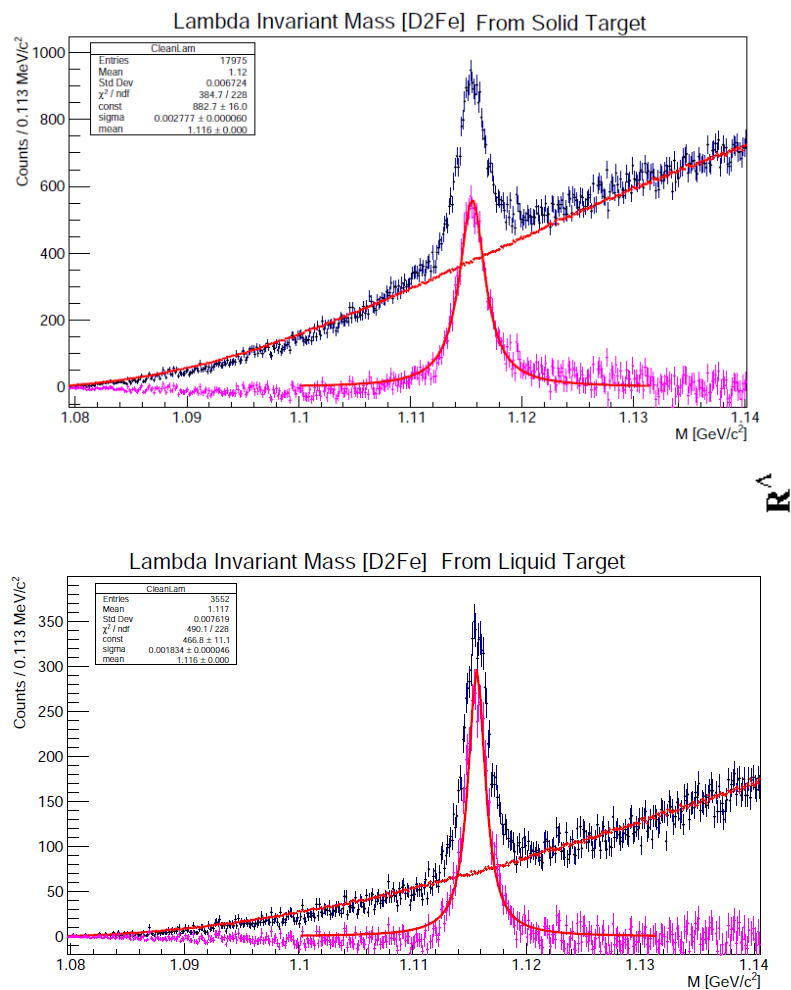 Lambda Invariant Mass [D2Fe] From Solid Target
Counts / 0.113 MeV/c²
CleanLam
Entries 17975
Mean 1.12
Std Dev 0.006724
χ² / ndf 384.7 / 228
const 882.7 ± 16.0
sigma 0.002777 ± 0.000060
mean 1.116 ± 0.000
1000
800
600
400
200
0
1.08 1.09 1.1 1.11 1.12 1.13 1.14
M [GeV/c²]
R^
Lambda Invariant Mass [D2Fe] From Liquid Target
Counts / 0.113 MeV/c²
CleanLam
Entries 3552
Mean 1.117
Std Dev 0.007619
χ² / ndf 490.1 / 228
const 466.8 ± 11.1
sigma 0.001834 ± 0.000046
mean 1.116 ± 0.000
350
300
250
200
150
100
50
0
1.08 1.09 1.1 1.11 1.12 1.13 1.14
M [GeV/c²]